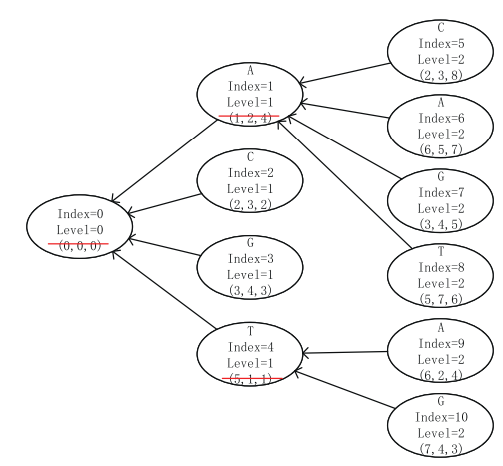 C
Index=5
Level=2
(2,3,8)
A
Index=1
Level=1
(1,2,4)
A
Index=6
Level=2
(6,5,7)
C
Index=2
Level=1
(2,3,2)
G
Index=7
Level=2
(3,4,5)
Index=0
Level=0
(0,0,0)
G
Index=3
Level=1
(3,4,3)
T
Index=8
Level=2
(5,7,6)
T
Index=4
Level=1
(5,1,1)
A
Index=9
Level=2
(6,2,4)
G
Index=10
Level=2
(7,4,3)